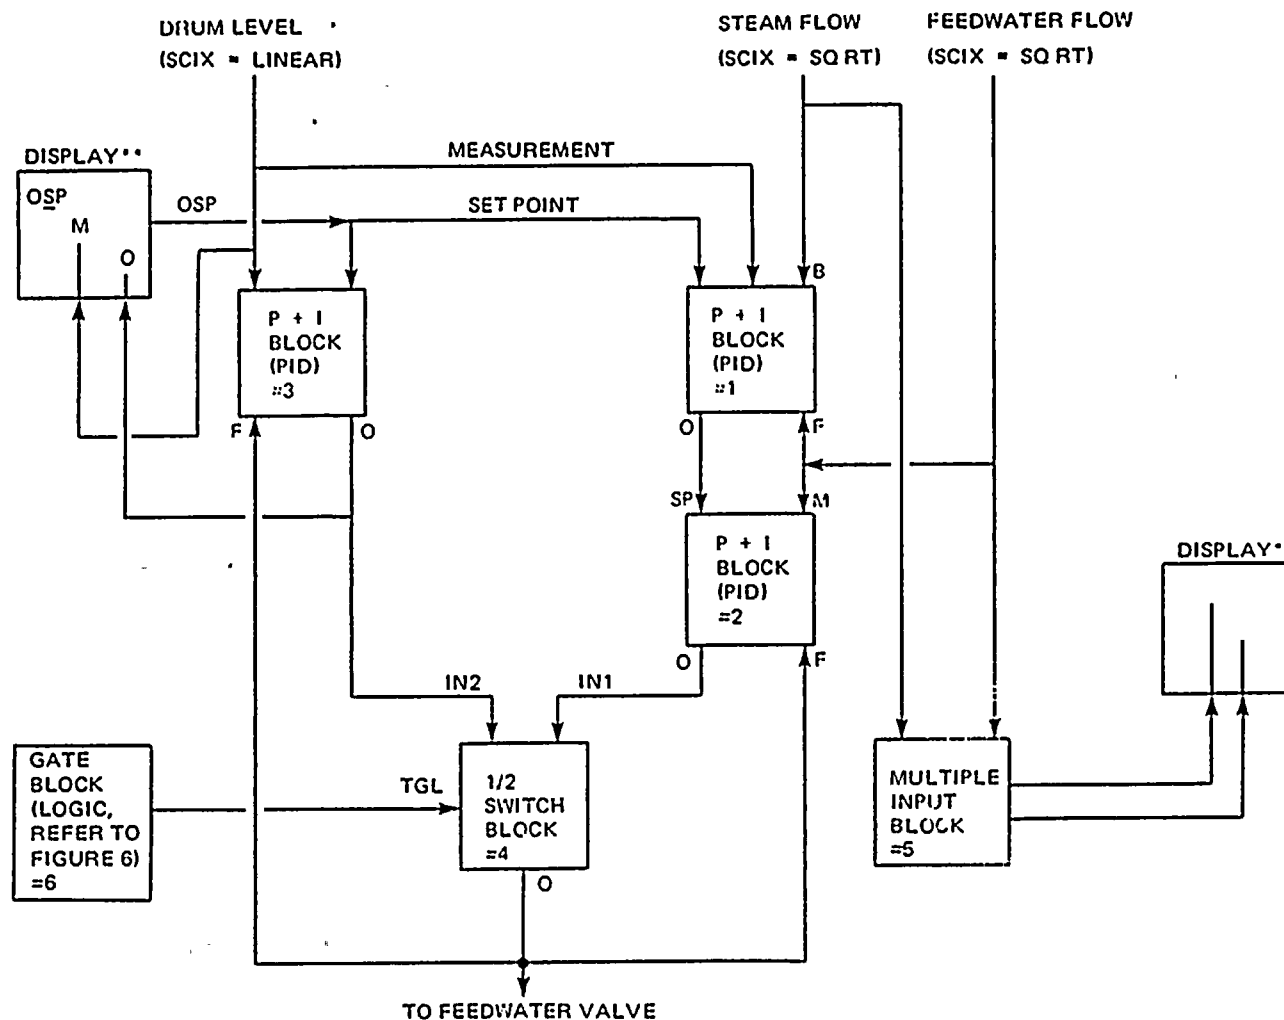 DRUM LEVEL
(SCIX = LINEAR)
STEAM FLOW
(SCIX = SQ RT)
FEEDWATER FLOW
(SCIX = SQ RT)
DISPLAY**
OSP
M
O
OSP
MEASUREMENT
SET POINT
B
P + I
BLOCK
(PID)
=3
F
O
P + I
BLOCK
(PID)
=1
O
F
SP
M
P + I
BLOCK
(PID)
=2
O
F
DISPLAY*
IN2
IN1
GATE
BLOCK
(LOGIC,
REFER TO
FIGURE 6)
=6
TGL
1/2
SWITCH
BLOCK
=4
O
MULTIPLE
INPUT
BLOCK
=5
TO FEEDWATER VALVE